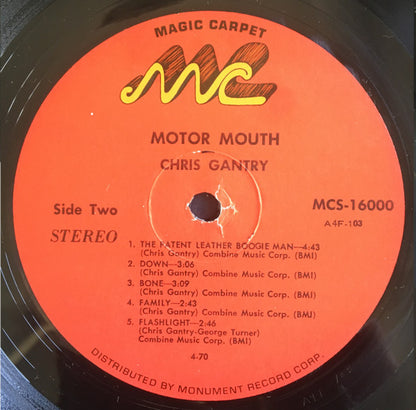 MAGIC CARPET
MC
MOTOR MOUTH
CHRIS GANTRY
Side Two
MCS-16000
A4F-103
STEREO
1. THE PATENT LEATHER BOOGIE MAN—4:43
(Chris Gantry) Combine Music Corp. (BMI)
2. DOWN—3:06
(Chris Gantry) Combine Music Corp. (BMI)
3. BONE—3:09
(Chris Gantry) Combine Music Corp. (BMI)
4. FAMILY—2:43
(Chris Gantry) Combine Music Corp. (BMI)
5. FLASHLIGHT—2:46
(Chris Gantry-George Turner)
Combine Music Corp. (BMI)
4-70
DISTRIBUTED BY MONUMENT RECORD CORP.